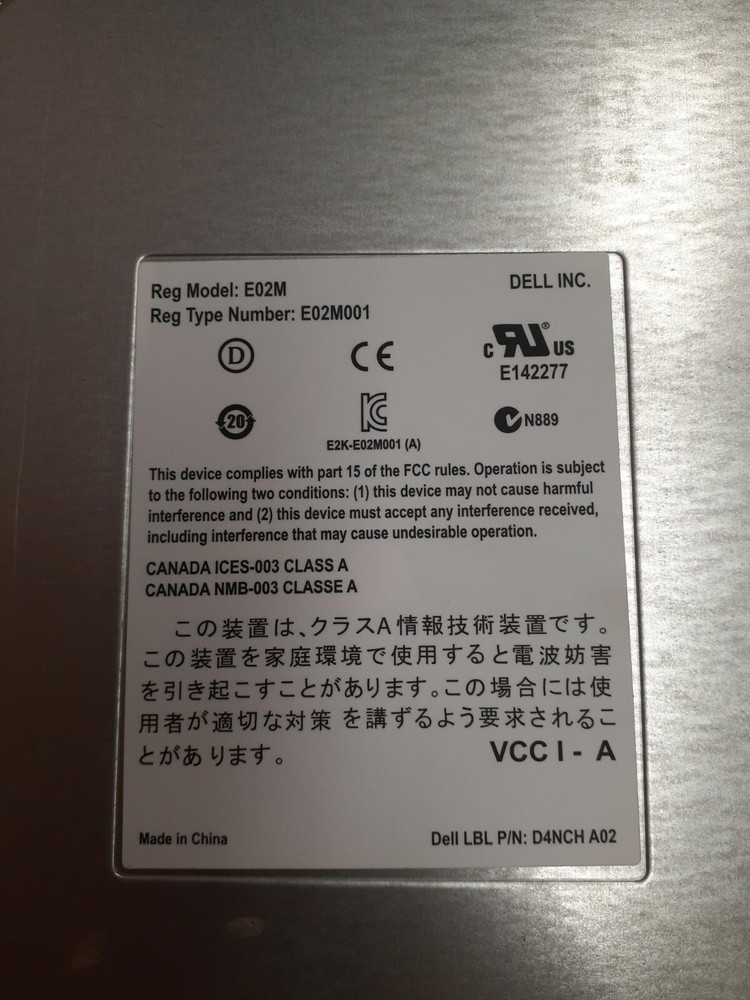 Reg Model: E02M
DELL INC.
Reg Type Number: E02M001
D
CE
C RU ® US
E142277
20
KC
E2K-E02M001 (A)
N889
This device complies with part 15 of the FCC rules. Operation is subject
to the following two conditions: (1) this device may not cause harmful
interference and (2) this device must accept any interference received,
including interference that may cause undesirable operation.
CANADA ICES-003 CLASS A
CANADA NMB-003 CLASSE A
この装置は、クラスA情報技術装置です。
この装置を家庭環境で使用すると電波妨害
を引き起こすことがあります。この場合には使
用者が適切な対策 を講ずるよう要求されるこ
とがあ ります。
VCC I - A
Made in China
Dell LBL P/N: D4NCH A02